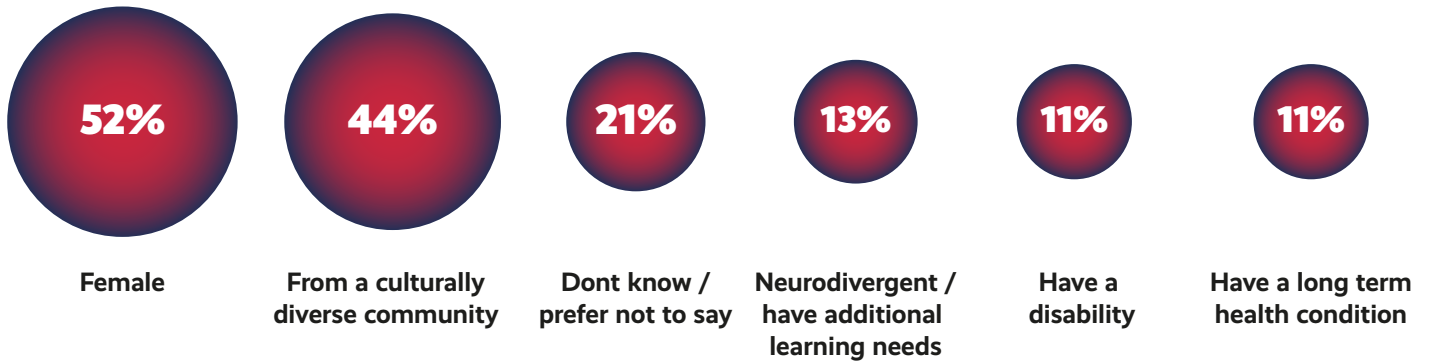 52%
44%
21%
13%
11%
11%
Female
From a culturally
diverse community
Dont know /
prefer not to say
Neurodivergent /
have additional
learning needs
Have a
disability
Have a long term
health condition